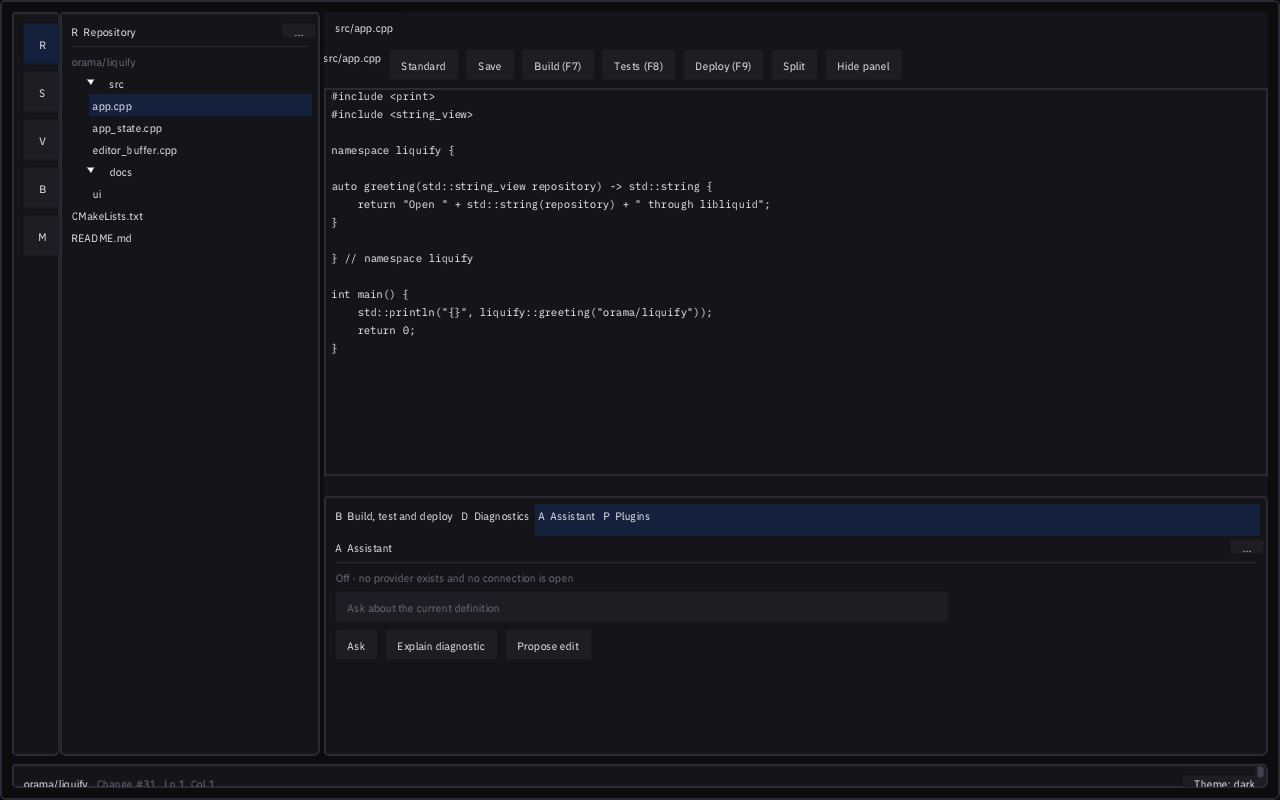 R
S
V
B
M
R Repository
...
orama/liquify
src
app.cpp
app_state.cpp
editor_buffer.cpp
docs
ui
CMakeLists.txt
README.md
src/app.cpp
src/app.cpp Standard Save Build (F7) Tests (F8) Deploy (F9) Split Hide panel
#include <print>
#include <string_view>
namespace liquify {
auto greeting(std::string_view repository) -> std::string {
    return "Open " + std::string(repository) + " through libliquid";
}
} // namespace liquify
int main() {
    std::println("{}", liquify::greeting("orama/liquify"));
    return 0;
}
B Build, test and deploy D Diagnostics A Assistant P Plugins
A Assistant
...
Off - no provider exists and no connection is open
Ask about the current definition
Ask Explain diagnostic Propose edit
orama/liquify Change #31 Ln 1, Col 1 Theme: dark